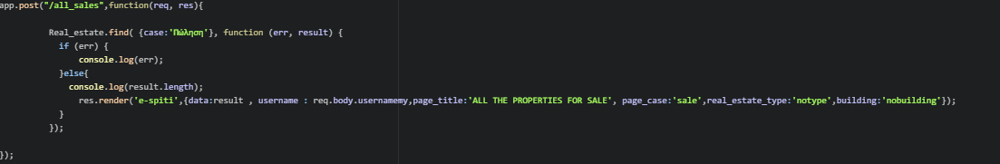 app.post("/all_sales",function(req, res){
Real_estate.find( {case:'Πώληση'}, function (err, result) {
if (err) {
console.log(err);
}else{
console.log(result.length);
res.render('e-spiti',{data:result , username : req.body.usernamemy,page_title:'ALL THE PROPERTIES FOR SALE', page_case:'sale',real_estate_type:'notype',building:'nobuilding'});
}
});
});